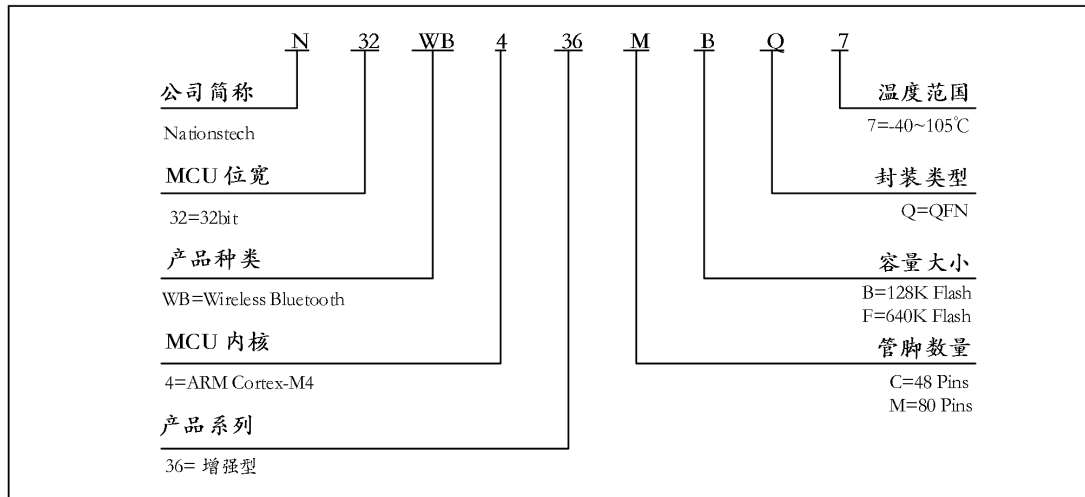 N 32 WB 4 36 M B Q 7
公司简称
Nationstech
MCU 位宽
32=32bit
产品种类
WB=Wireless Bluetooth
MCU 内核
4=ARM Cortex-M4
产品系列
36= 增强型
温度范围
7=-40~105℃
封装类型
Q=QFN
容量大小
B=128K Flash
F=640K Flash
管脚数量
C=48 Pins
M=80 Pins